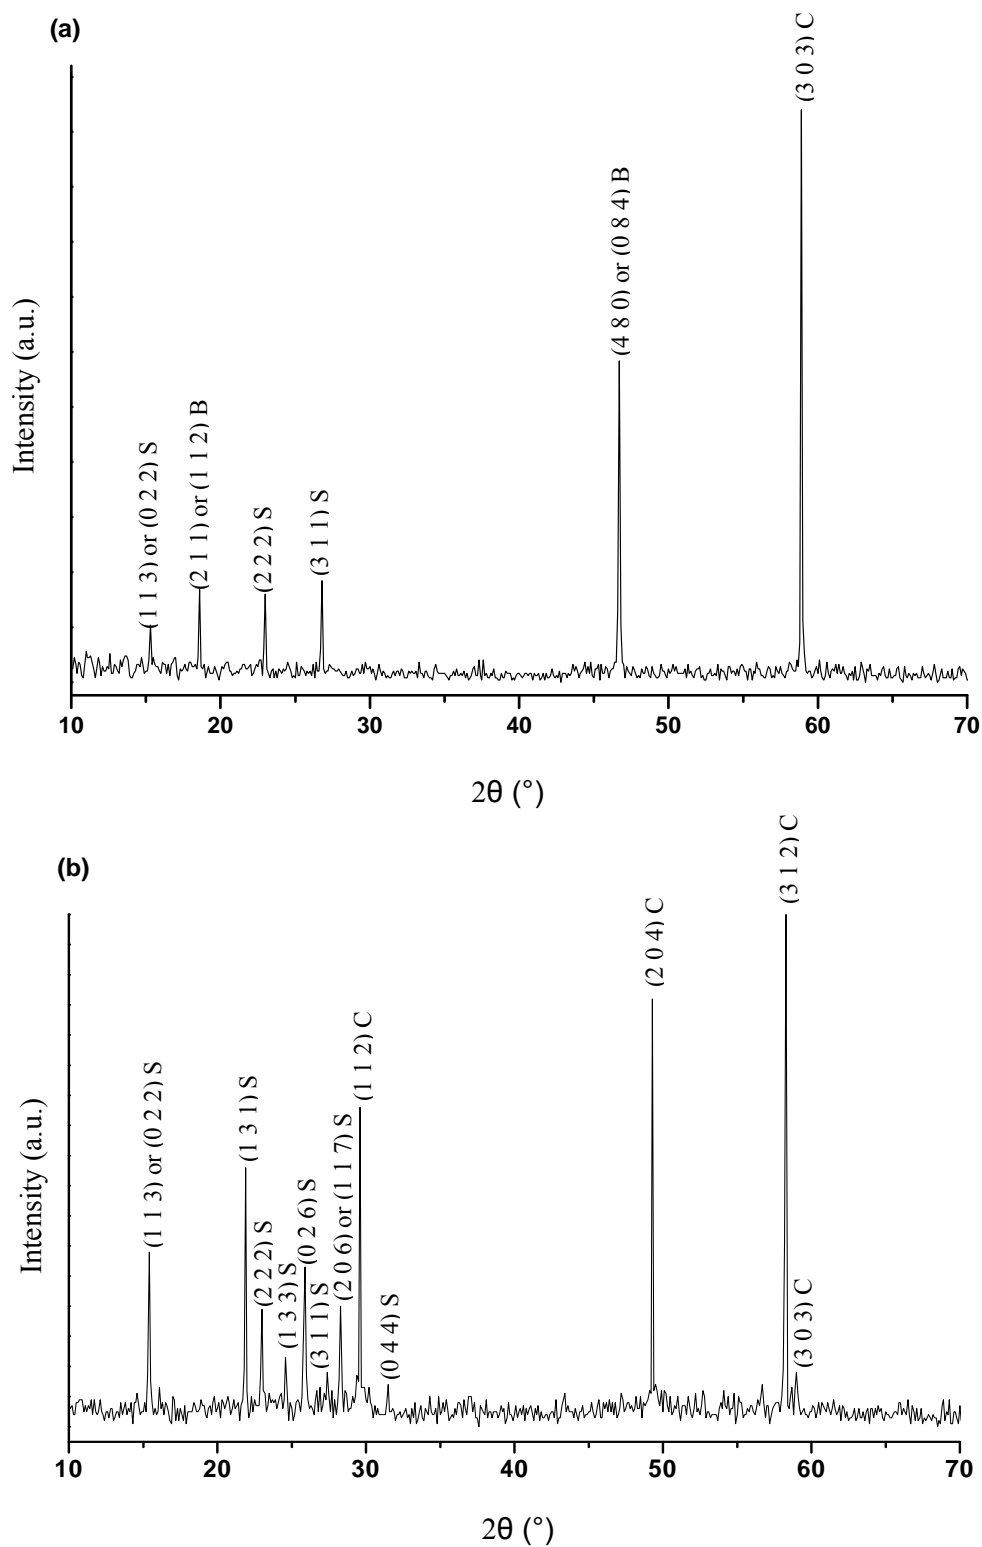 (a)
(3 0 3) C
(4 8 0) or (0 8 4) B
(2 1 1) or (1 1 2) B
(1 1 3) or (0 2 2) S
(2 2 2) S
(3 1 1) S
Intensity (a.u.)
10 20 30 40 50 60 70
2θ (°)
(b)
(3 1 2) C
(2 0 4) C
(1 1 2) C
(1 1 3) or (0 2 2) S
(1 3 1) S
(2 2 2) S
(1 3 3) S
(0 2 6) S
(3 1 1) S
(2 0 6) or (1 1 7) S
(0 4 4) S
(3 0 3) C
Intensity (a.u.)
10 20 30 40 50 60 70
2θ (°)